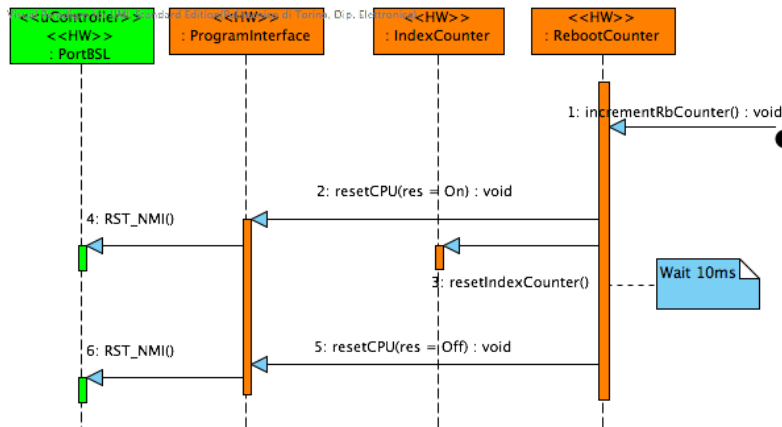 <<uController>>
<<HW>>
: PortBSL
<<HW>>
: ProgramInterface
<<HW>>
: IndexCounter
<<HW>>
: RebootCounter
1: incrementRbCounter() : void
2: resetCPU(res = On) : void
4: RST_NMI()
3: resetIndexCounter()
Wait 10ms
5: resetCPU(res = Off) : void
6: RST_NMI()